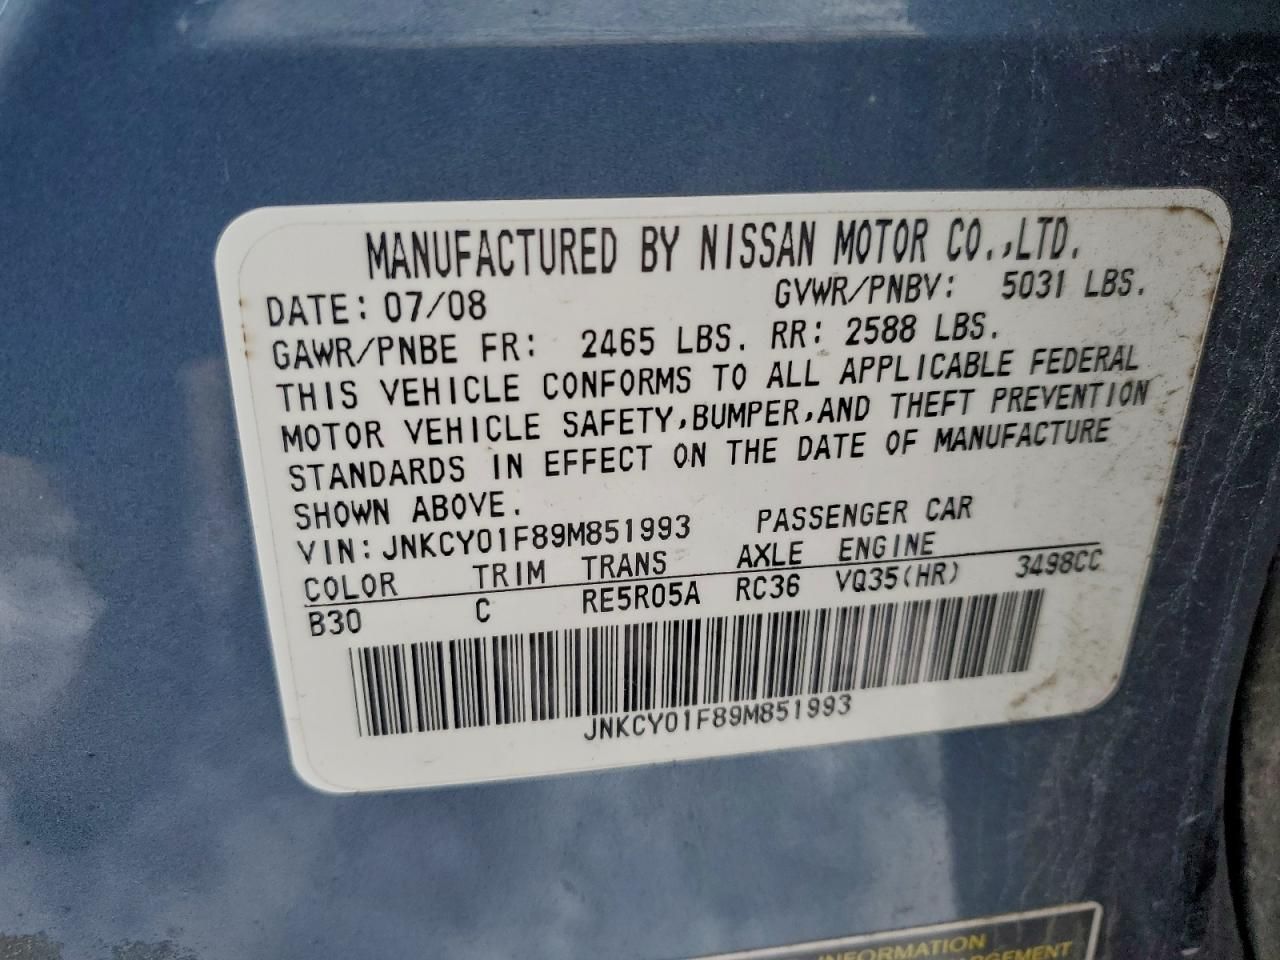 MANUFACTURED BY NISSAN MOTOR CO.,LTD.
DATE: 07/08 GVWR/PNBV: 5031 LBS.
GAWR/PNBE FR: 2465 LBS. RR: 2588 LBS.
THIS VEHICLE CONFORMS TO ALL APPLICABLE FEDERAL
MOTOR VEHICLE SAFETY,BUMPER,AND THEFT PREVENTION
STANDARDS IN EFFECT ON THE DATE OF MANUFACTURE
SHOWN ABOVE.
VIN:JNKCY01F89M851993 PASSENGER CAR
COLOR TRIM TRANS AXLE ENGINE
B30 C RE5R05A RC36 VQ35(HR) 3498CC
JNKCY01F89M851993
INFORMATION